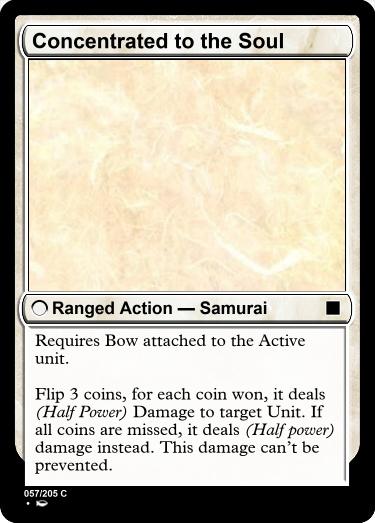 Concentrated to the Soul
Ranged Action — Samurai
Requires Bow attached to the Active
unit.
Flip 3 coins, for each coin won, it deals
(Half Power) Damage to target Unit. If
all coins are missed, it deals (Half power)
damage instead. This damage can't be
prevented.
057/205 C